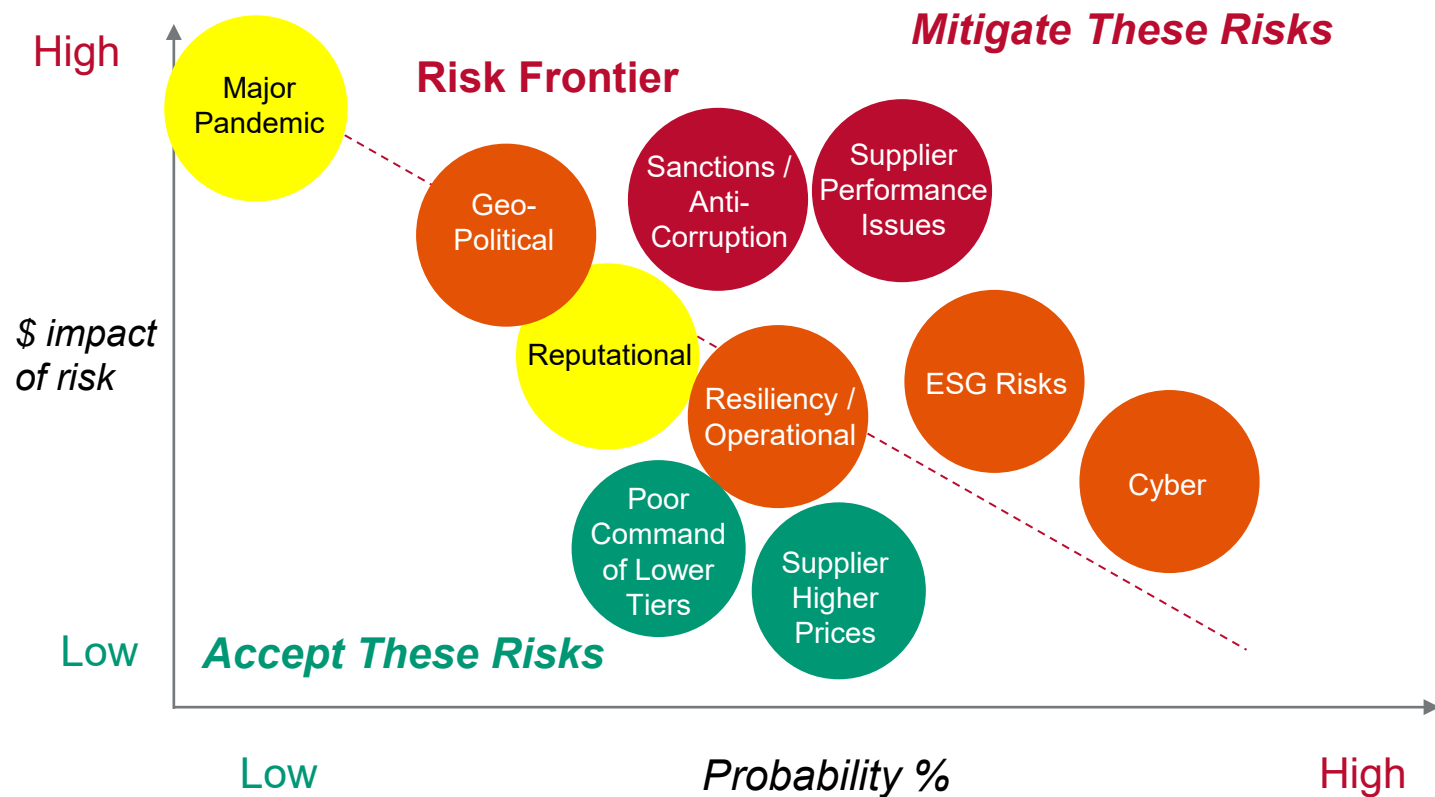 Mitigate These Risks
High
Risk Frontier
Major
Pandemic
Geo-
Political
Sanctions /
Anti-
Corruption
Supplier
Performance
Issues
$ impact
of risk
Reputational
Resiliency /
Operational
ESG Risks
Cyber
Poor
Command
of Lower
Tiers
Supplier
Higher
Prices
Low
Accept These Risks
Low
Probability %
High